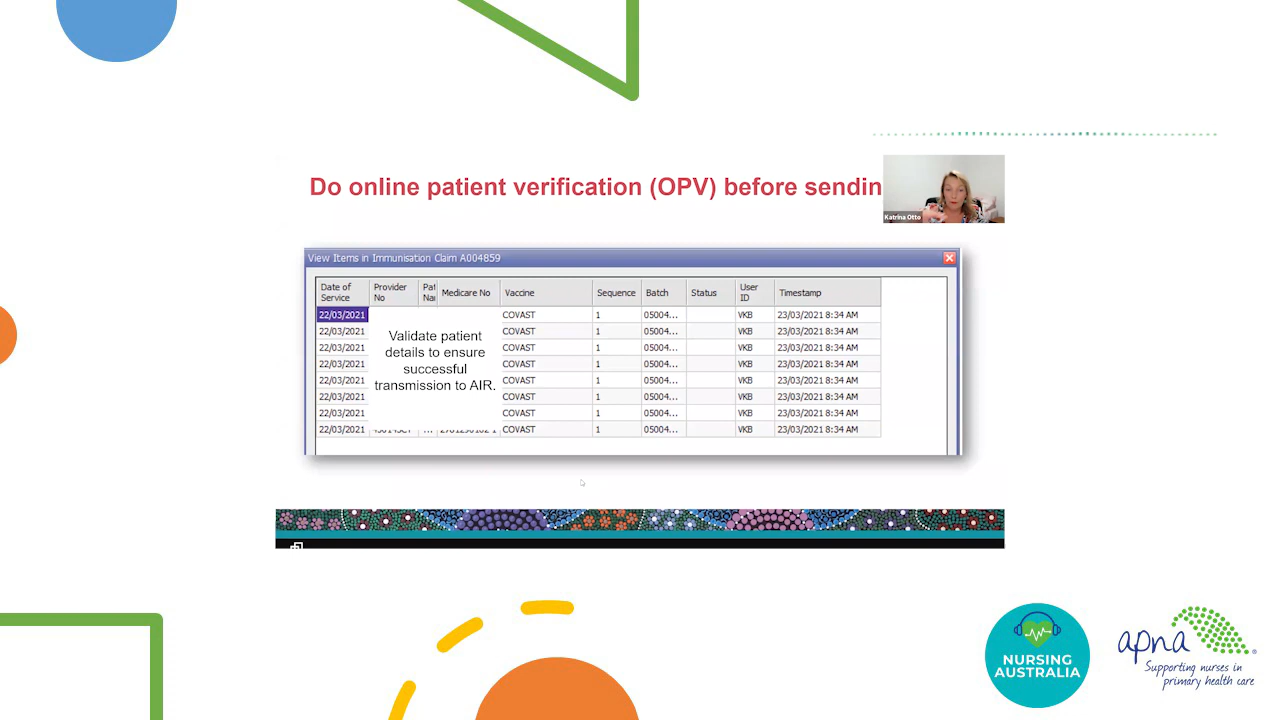 Do online patient verification (OPV) before sendin
Katrina Otto
View Items in Immunisation Claim A004859
Date of Service Provider No Medicare No Vaccine Sequence Batch Status User ID Timestamp
22/03/2021 COVAST 1 05004... VKB 23/03/2021 8:34 AM
22/03/2021 COVAST 1 05004... VKB 23/03/2021 8:34 AM
22/03/2021 COVAST 1 05004... VKB 23/03/2021 8:34 AM
22/03/2021 COVAST 1 05004... VKB 23/03/2021 8:34 AM
22/03/2021 COVAST 1 05004... VKB 23/03/2021 8:34 AM
22/03/2021 COVAST 1 05004... VKB 23/03/2021 8:34 AM
22/03/2021 COVAST 1 05004... VKB 23/03/2021 8:34 AM
22/03/2021 COVAST 1 05004... VKB 23/03/2021 8:34 AM
Validate patient
details to ensure
successful
transmission to AIR.
NURSING
AUSTRALIA
apna
Supporting nurses in
primary health care